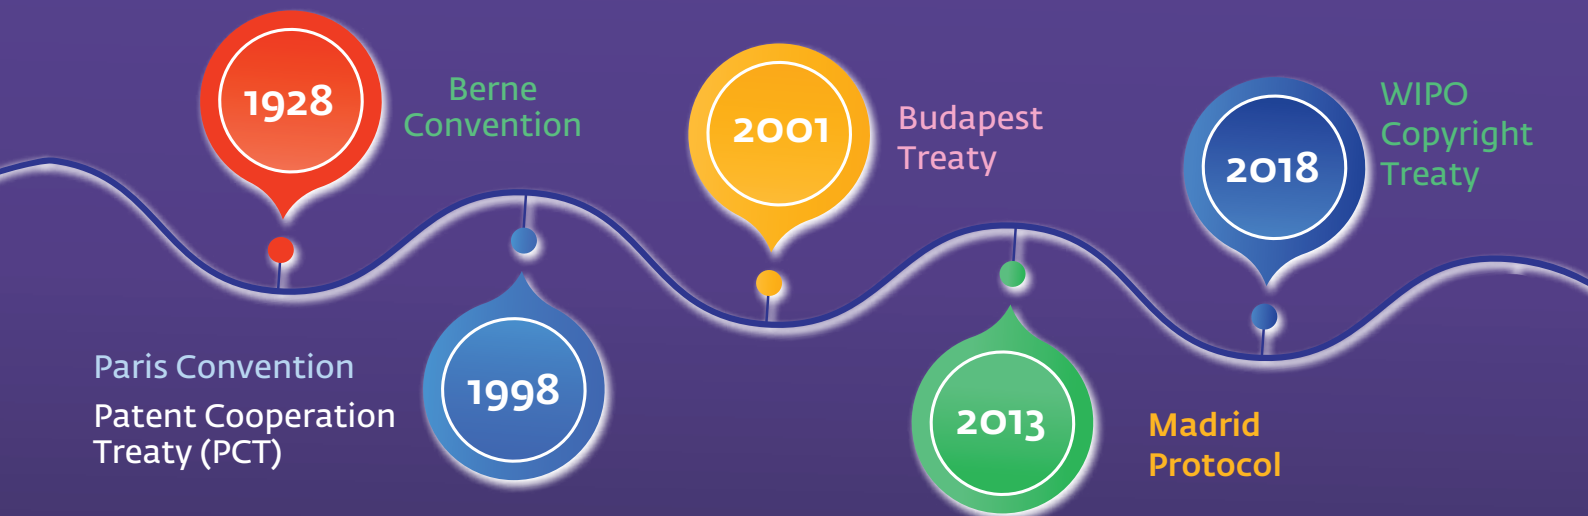 1928
Berne
Convention
Paris Convention
Patent Cooperation
Treaty (PCT)
1998
2001
Budapest
Treaty
2013
Madrid
Protocol
2018
WIPO
Copyright
Treaty